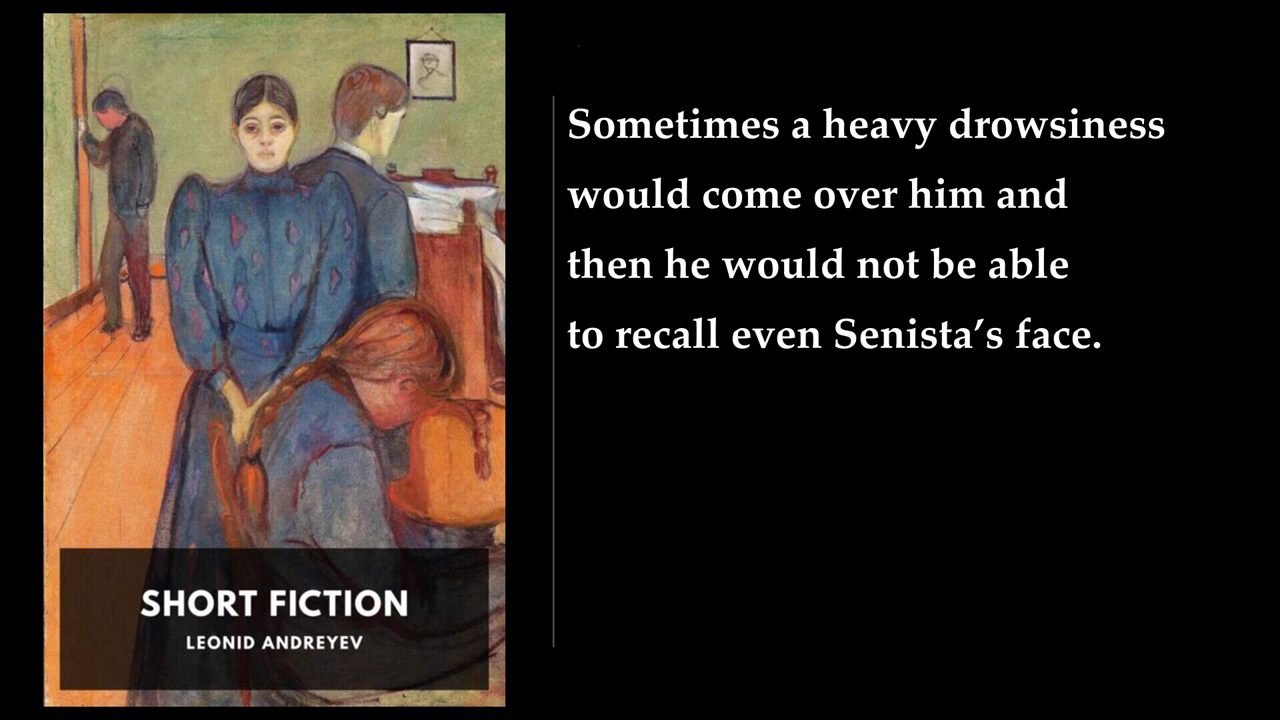 SHORT FICTION
LEONID ANDREYEV
Sometimes a heavy drowsiness
would come over him and
then he would not be able
to recall even Senista’s face.